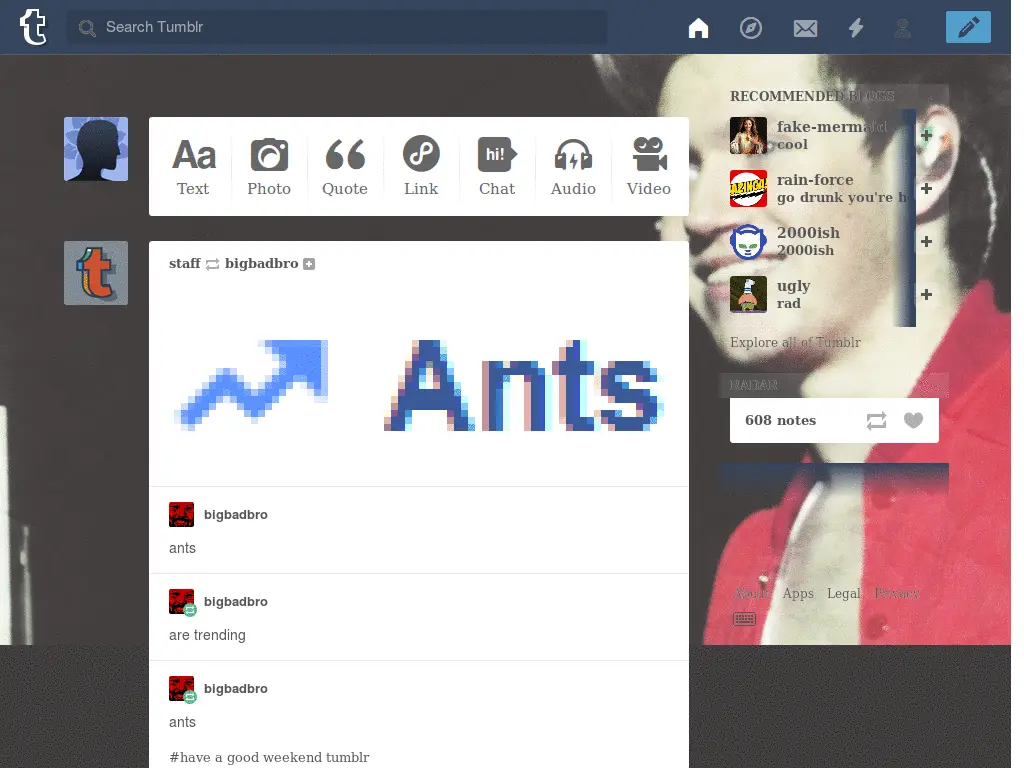 Search Tumblr
Aa
hi!
Text
Photo
Quote
Link
Chat
Audio
Video
staff bigbadbro
Ants
bigbadbro
ants
bigbadbro
are trending
bigbadbro
ants
#have a good weekend tumblr
RECOMMENDED BLOGS
fake-mermaid
cool
rain-force
go drunk you're h
2000ish
2000ish
ugly
rad
Explore all of Tumblr
RADAR
608 notes
About Apps Legal Privacy